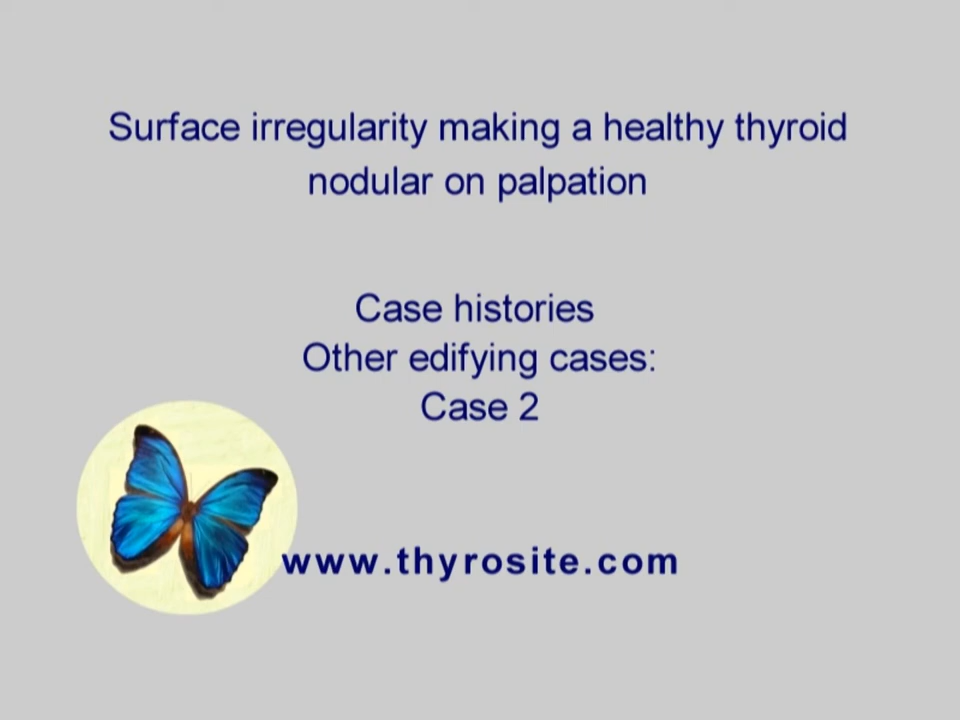 Surface irregularity making a healthy thyroid
nodular on palpation
Case histories
Other edifying cases:
Case 2
www.thyrosite.com